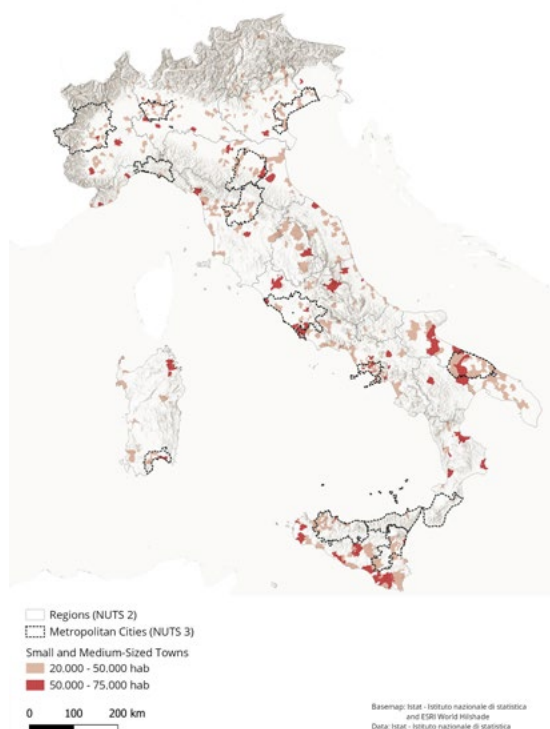 Regions (NUTS 2)
Metropolitan Cities (NUTS 3)
Small and Medium-Sized Towns
20.000 - 50.000 hab
50.000 - 75.000 hab
0 100 200 km
Basemap: Istat - Istituto nazionale di statistica
and ESRI World Hilshade
Data: Istat - Istituto nazionale di statistica